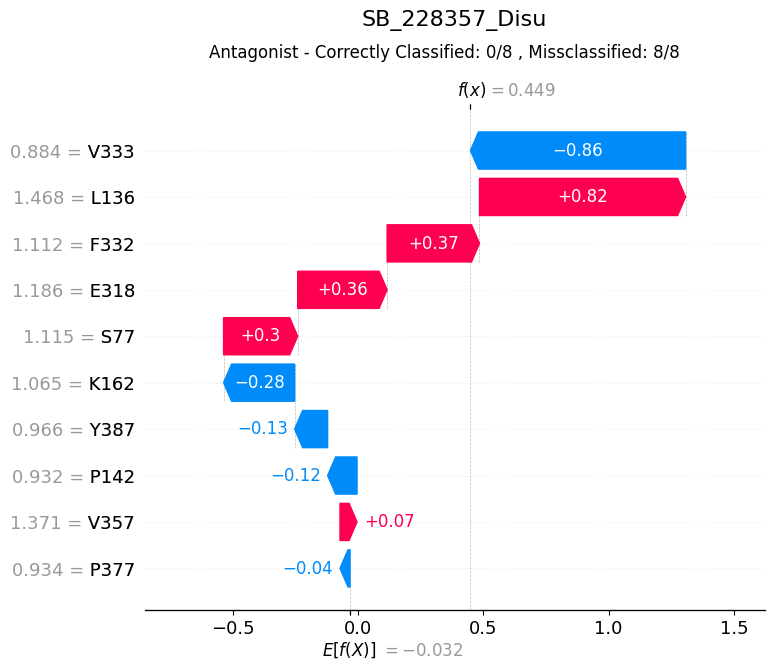 SB_228357_Disu
Antagonist - Correctly Classified: 0/8 , Missclassified: 8/8
f(x) = 0.449
0.884 = V333 −0.86
1.468 = L136 +0.82
1.112 = F332 +0.37
1.186 = E318 +0.36
1.115 = S77 +0.3
1.065 = K162 −0.28
0.966 = Y387 −0.13
0.932 = P142 −0.12
1.371 = V357 +0.07
0.934 = P377 −0.04
−0.5 0.0 0.5 1.0 1.5
E[f(X)] = −0.032